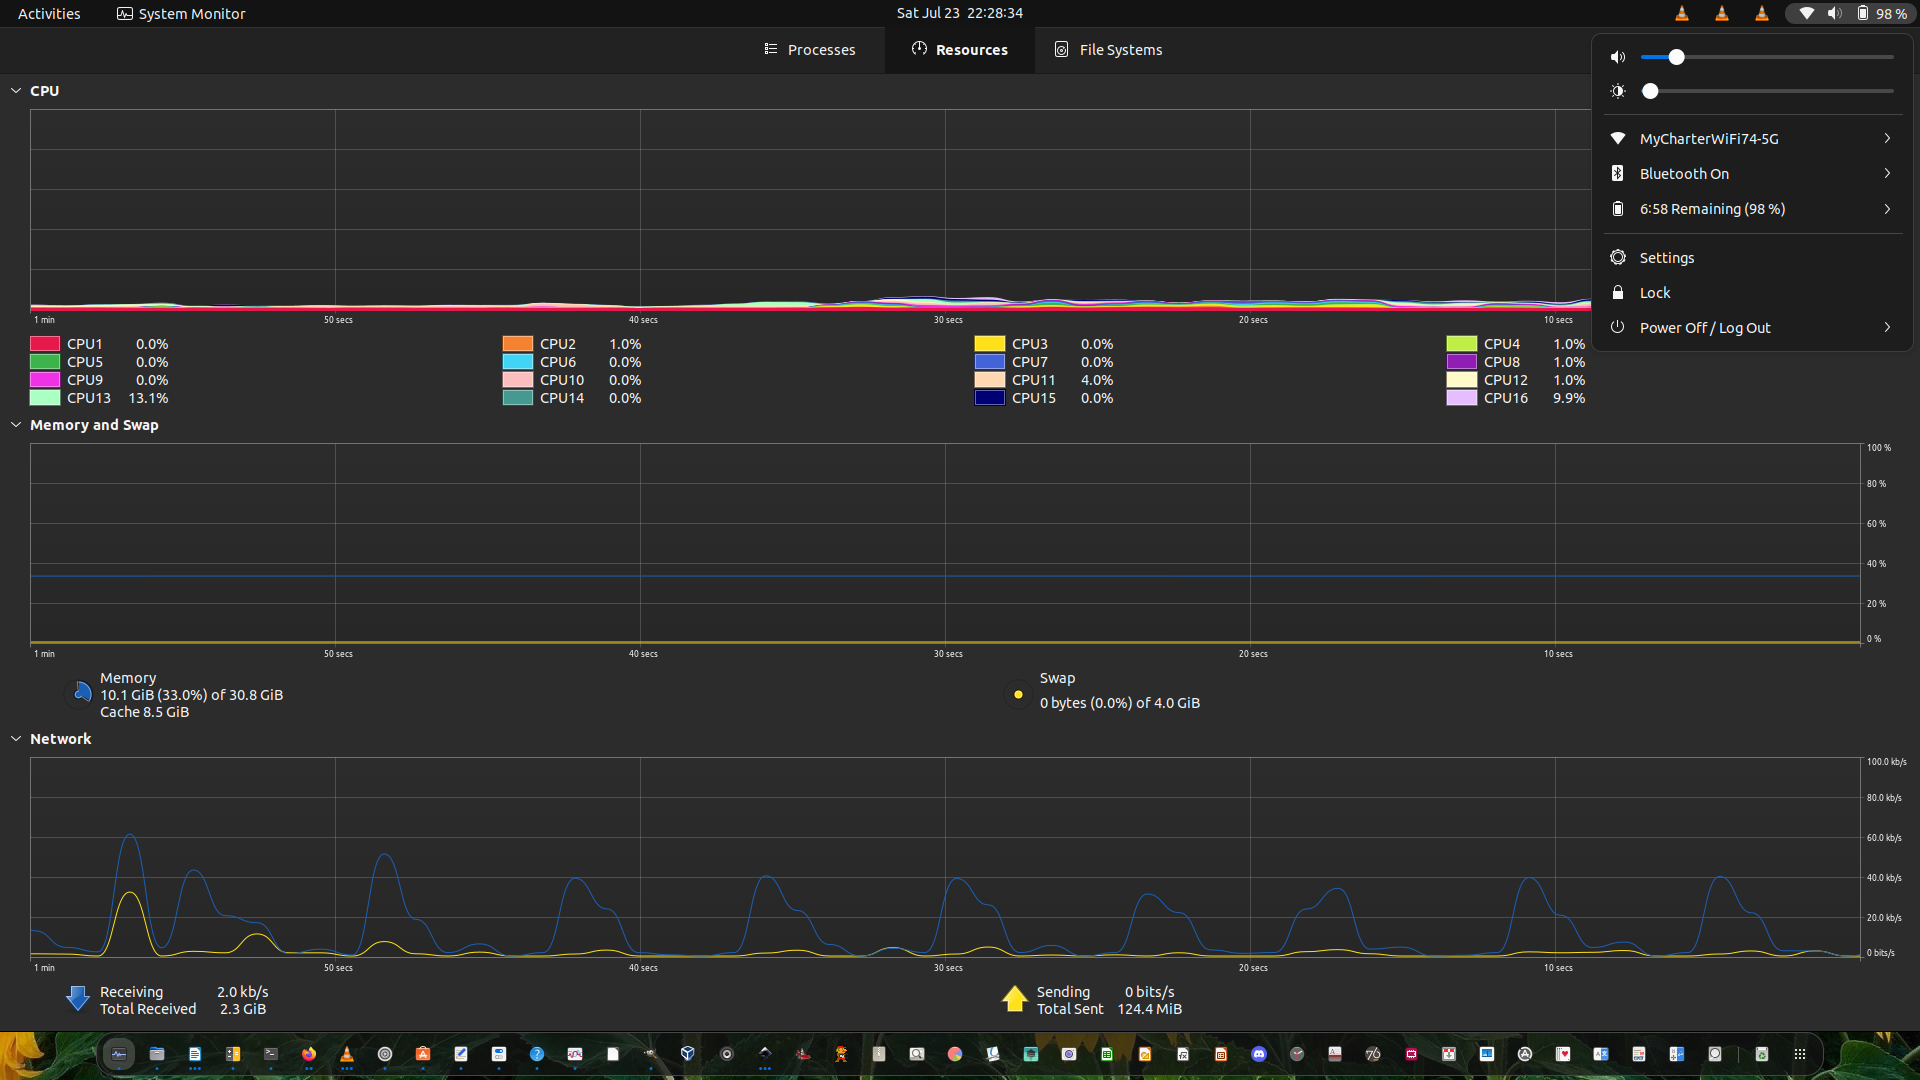 Activities
System Monitor
Sat Jul 23 22:28:34
98 %
Processes
Resources
File Systems
MyCharterWiFi74-5G
Bluetooth On
6:58 Remaining (98 %)
Settings
Lock
Power Off / Log Out
CPU
1 min 50 secs 40 secs 30 secs 20 secs 10 secs
CPU1 0.0% CPU2 1.0% CPU3 0.0% CPU4 1.0%
CPU5 0.0% CPU6 0.0% CPU7 0.0% CPU8 1.0%
CPU9 0.0% CPU10 0.0% CPU11 4.0% CPU12 1.0%
CPU13 13.1% CPU14 0.0% CPU15 0.0% CPU16 9.9%
Memory and Swap
100 %
80 %
60 %
40 %
20 %
0 %
1 min 50 secs 40 secs 30 secs 20 secs 10 secs
Memory
10.1 GiB (33.0%) of 30.8 GiB
Cache 8.5 GiB
Swap
0 bytes (0.0%) of 4.0 GiB
Network
100.0 kb/s
80.0 kb/s
60.0 kb/s
40.0 kb/s
20.0 kb/s
0 bits/s
1 min 50 secs 40 secs 30 secs 20 secs 10 secs
Receiving 2.0 kb/s
Total Received 2.3 GiB
Sending 0 bits/s
Total Sent 124.4 MiB